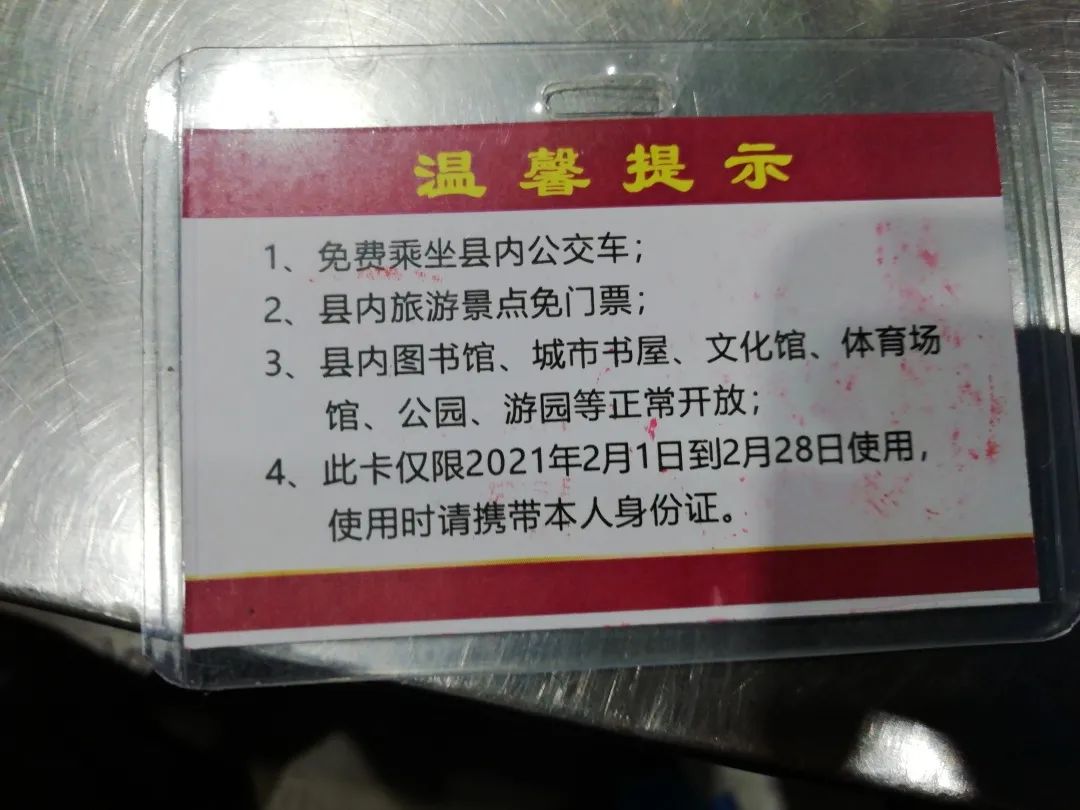 温馨提示
1、免费乘坐县内公交车；
2、县内旅游景点免门票；
3、县内图书馆、城市书屋、文化馆、体育场
馆、公园、游园等正常开放；
4、此卡仅限2021年2月1日到2月28日使用，
使用时请携带本人身份证。